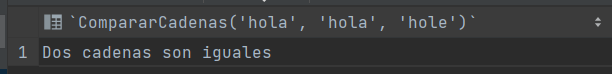 `CompararCadenas('hola', 'hola', 'hole')`
1 Dos cadenas son iguales